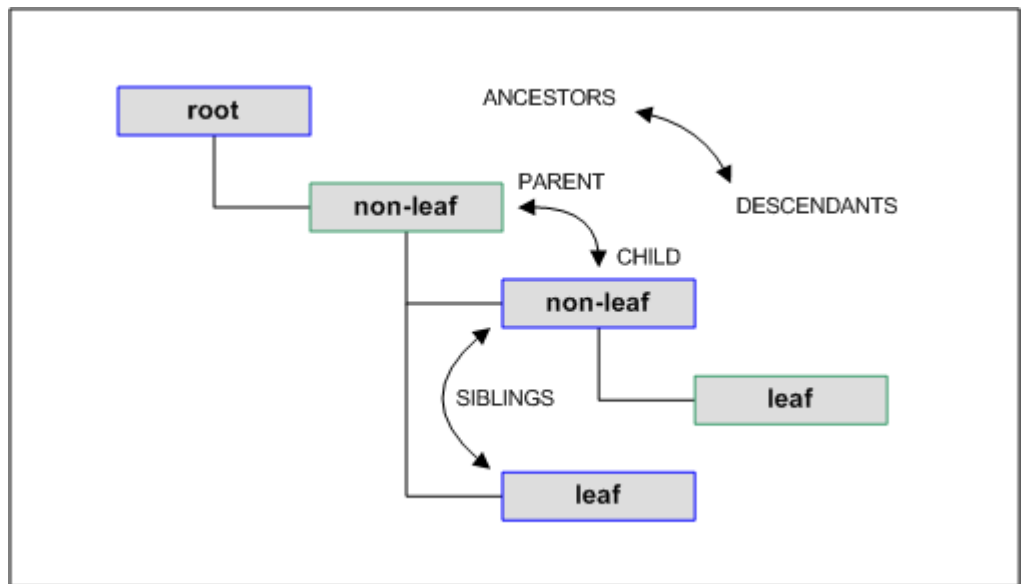 ANCESTORS
root
PARENT
non-leaf
DESCENDANTS
CHILD
non-leaf
SIBLINGS
leaf
leaf